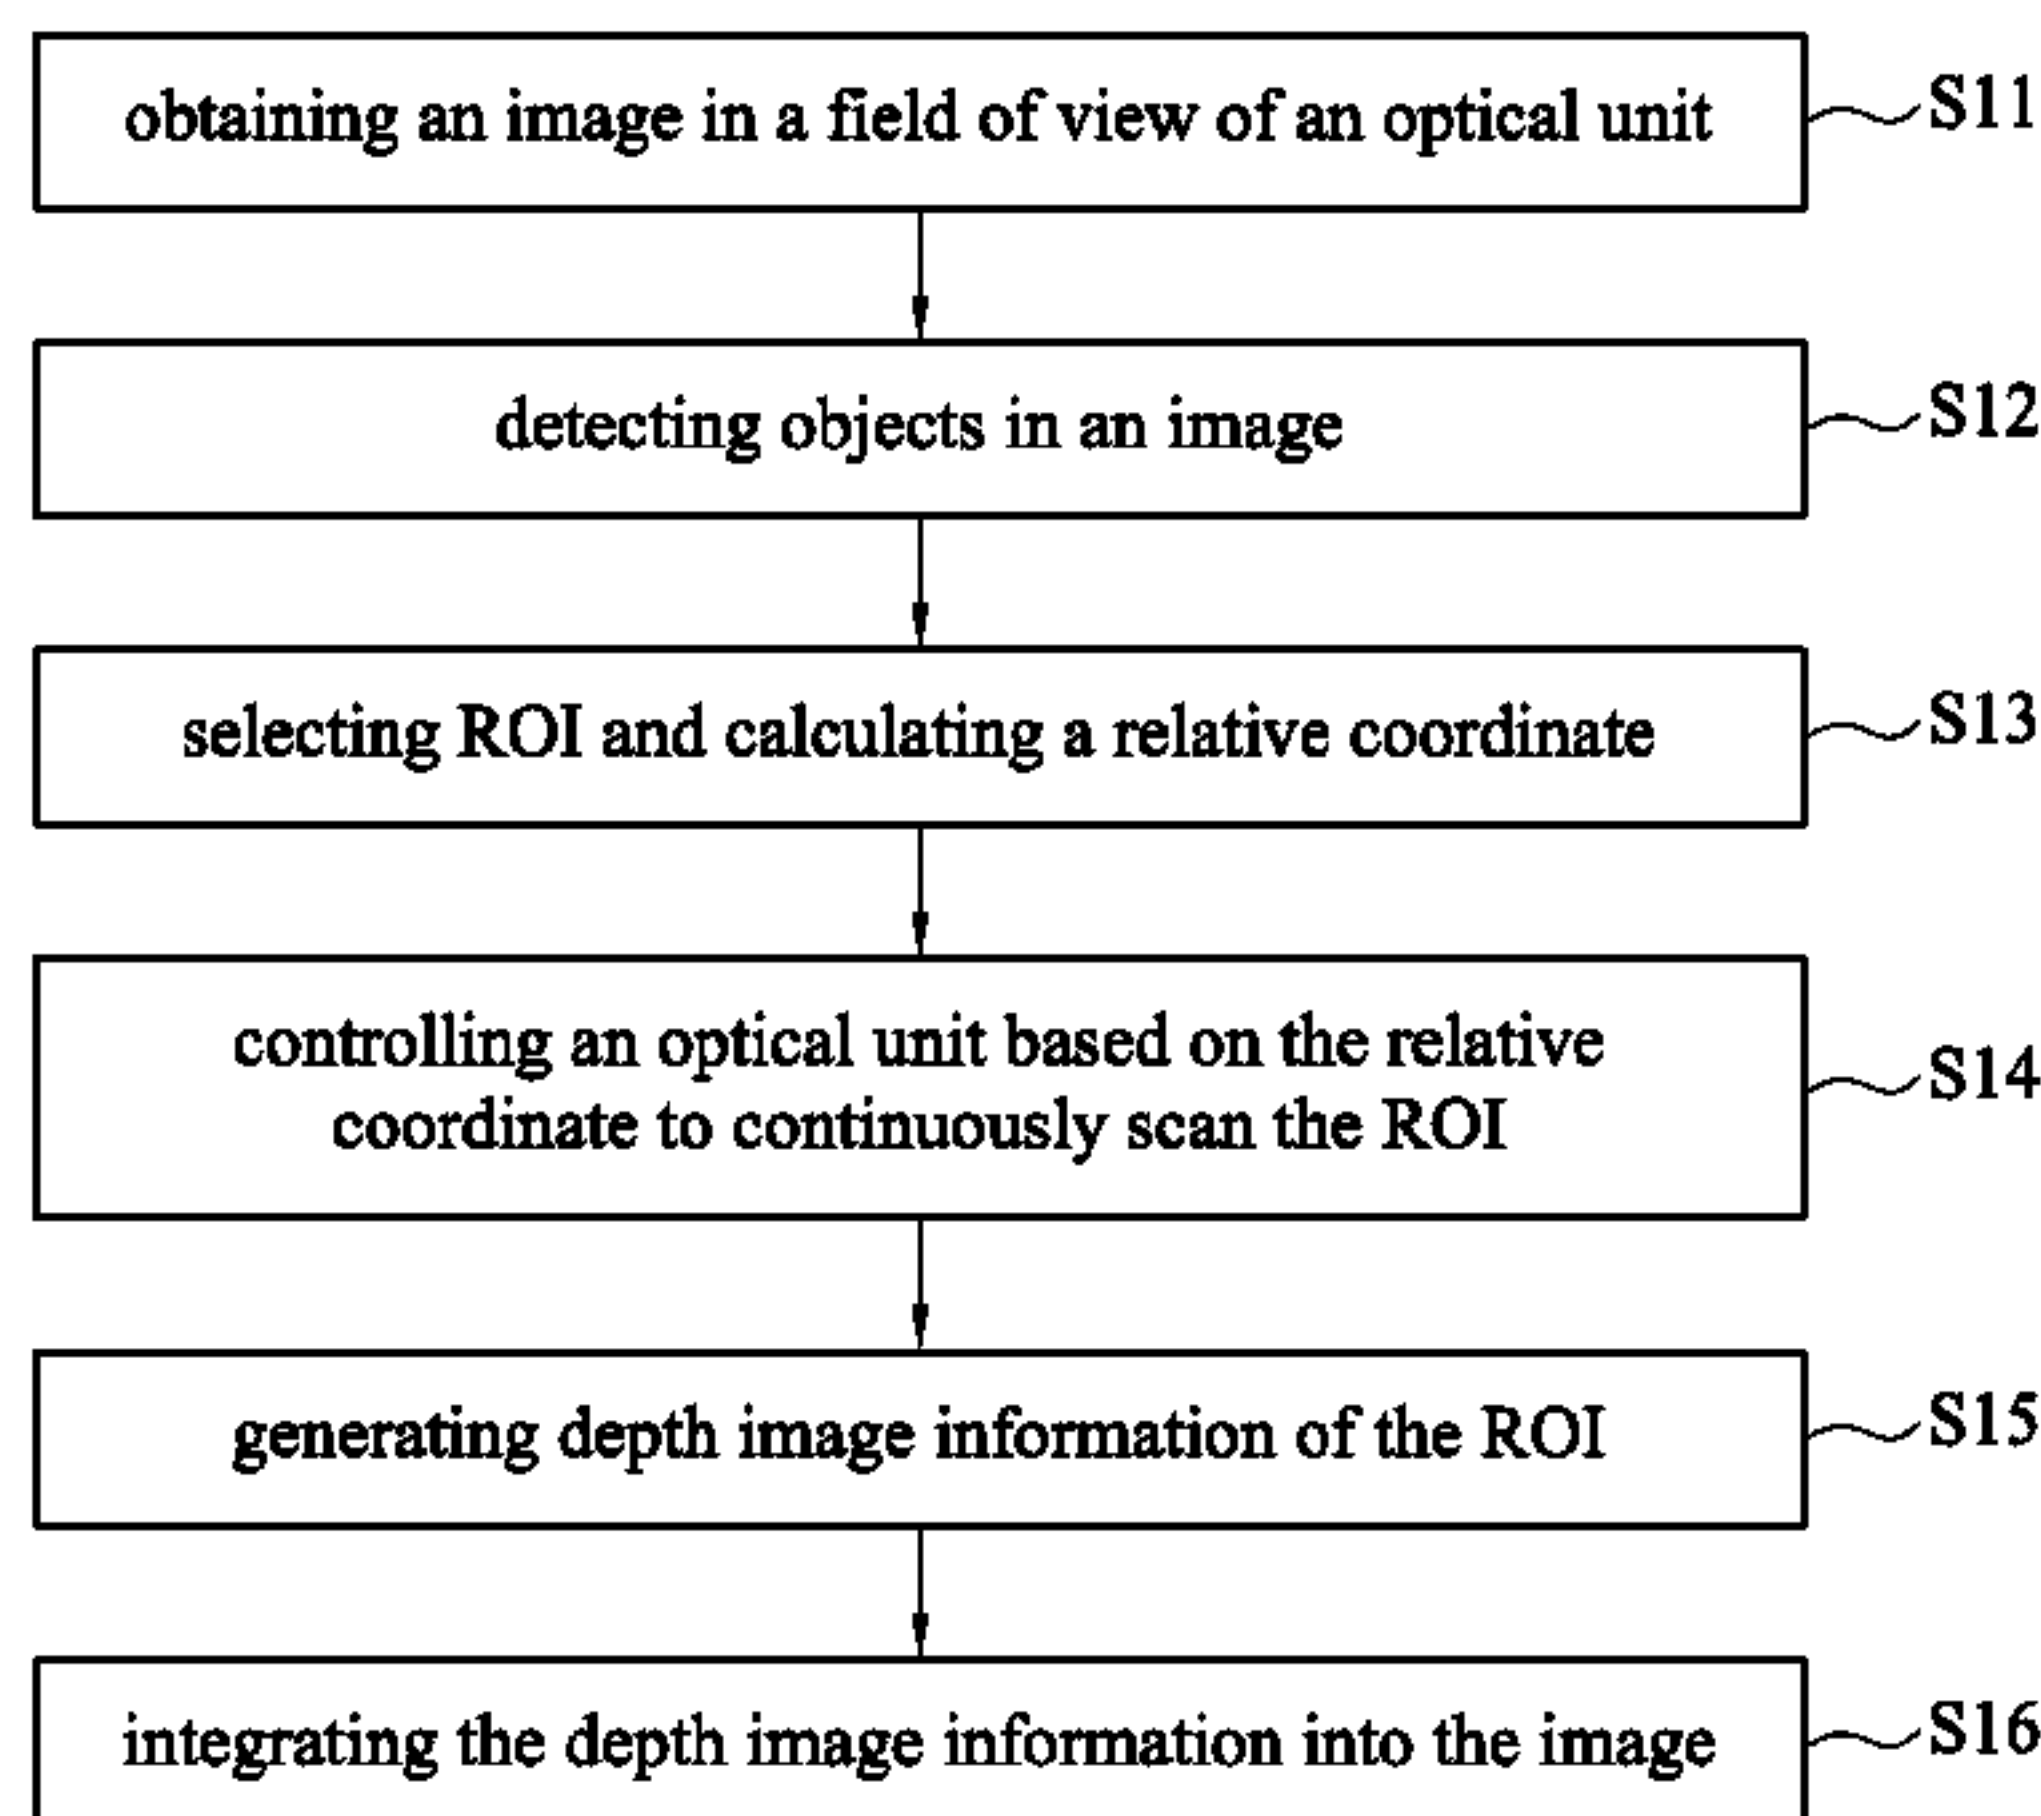 obtaining an image in a field of view of an optical unit
S11
detecting objects in an image
S12
selecting ROI and calculating a relative coordinate
S13
controlling an optical unit based on the relative
coordinate to continuously scan the ROI
S14
generating depth image information of the ROI
S15
integrating the depth image information into the image
S16